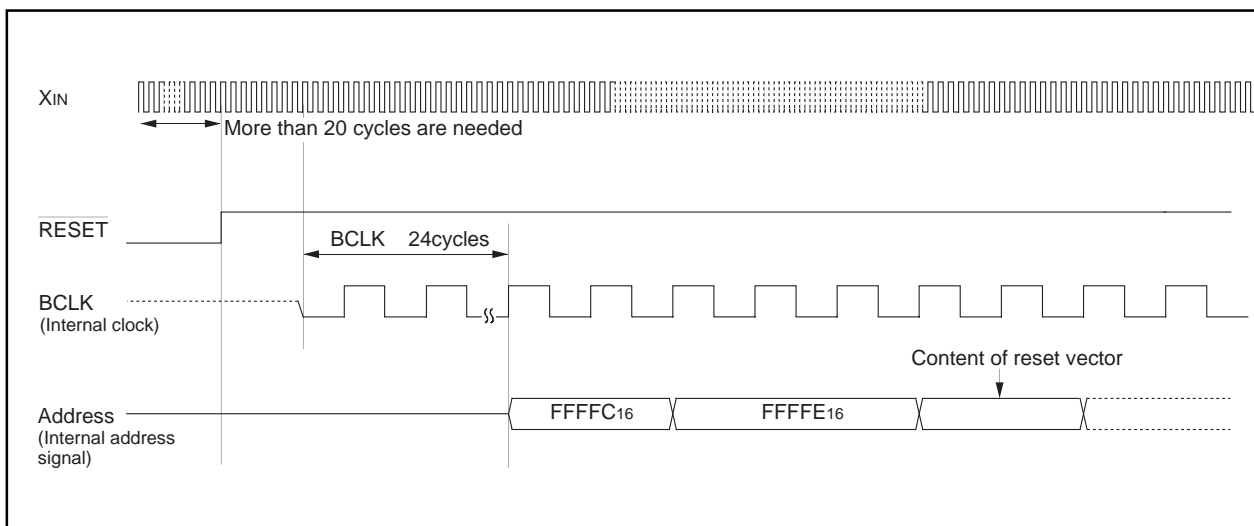 XIN
More than 20 cycles are needed
RESET
BCLK 24cycles
BCLK
(Internal clock)
Content of reset vector
Address
(Internal address
signal)
FFFFC16
FFFFE16